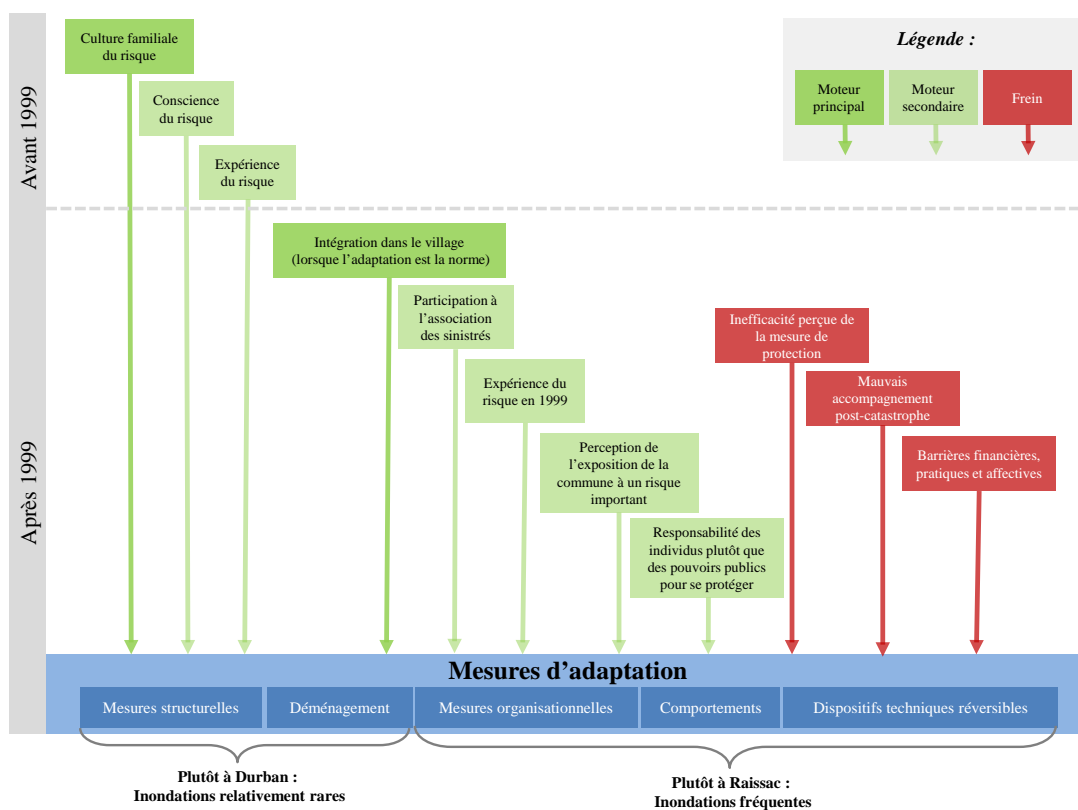 Avant 1999
Culture familiale
du risque
Conscience
du risque
Expérience
du risque
Légende :
Moteur
principal
Moteur
secondaire
Frein
Après 1999
Intégration dans le village
(lorsque l'adaptation est la norme)
Participation à
l'association
des sinistrés
Expérience du
risque en 1999
Perception de
l'exposition de la
commune à un risque
important
Responsabilité des
individus plutôt que
des pouvoirs publics
pour se protéger
Inefficacité perçue de
la mesure de
protection
Mauvais
accompagnement
post-catastrophe
Barrières financières,
pratiques et affectives
Mesures d'adaptation
Mesures structurelles
Déménagement
Mesures organisationnelles
Comportements
Dispositifs techniques réversibles
Plutôt à Durban :
Inondations relativement rares
Plutôt à Raissac :
Inondations fréquentes